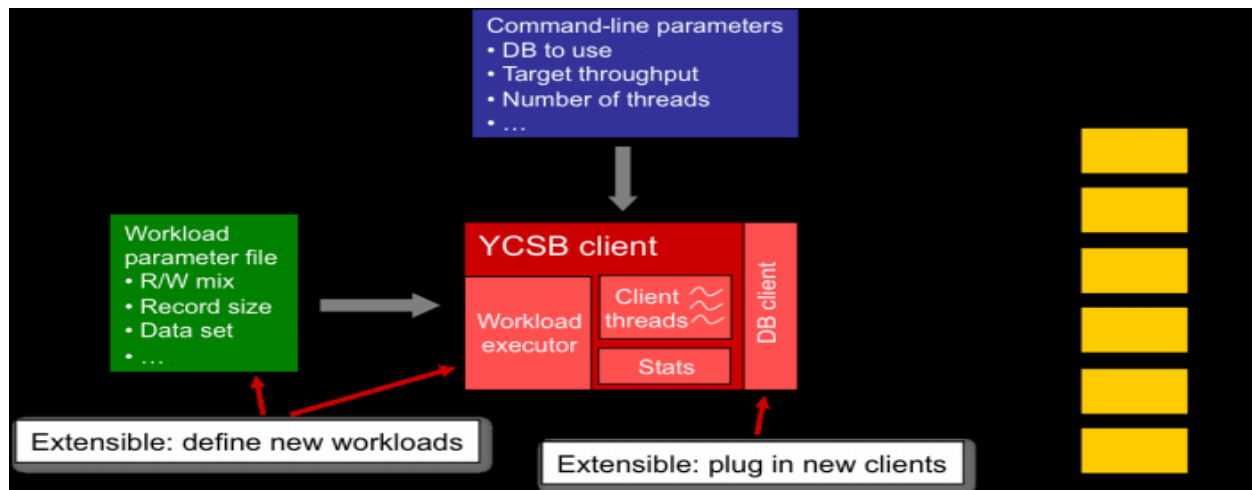 Command-line parameters
• DB to use
• Target throughput
• Number of threads
• ...
Workload
parameter file
• R/W mix
• Record size
• Data set
• ...
YCSB client
Workload
executor
Client
threads
Stats
DB client
Extensible: define new workloads
Extensible: plug in new clients